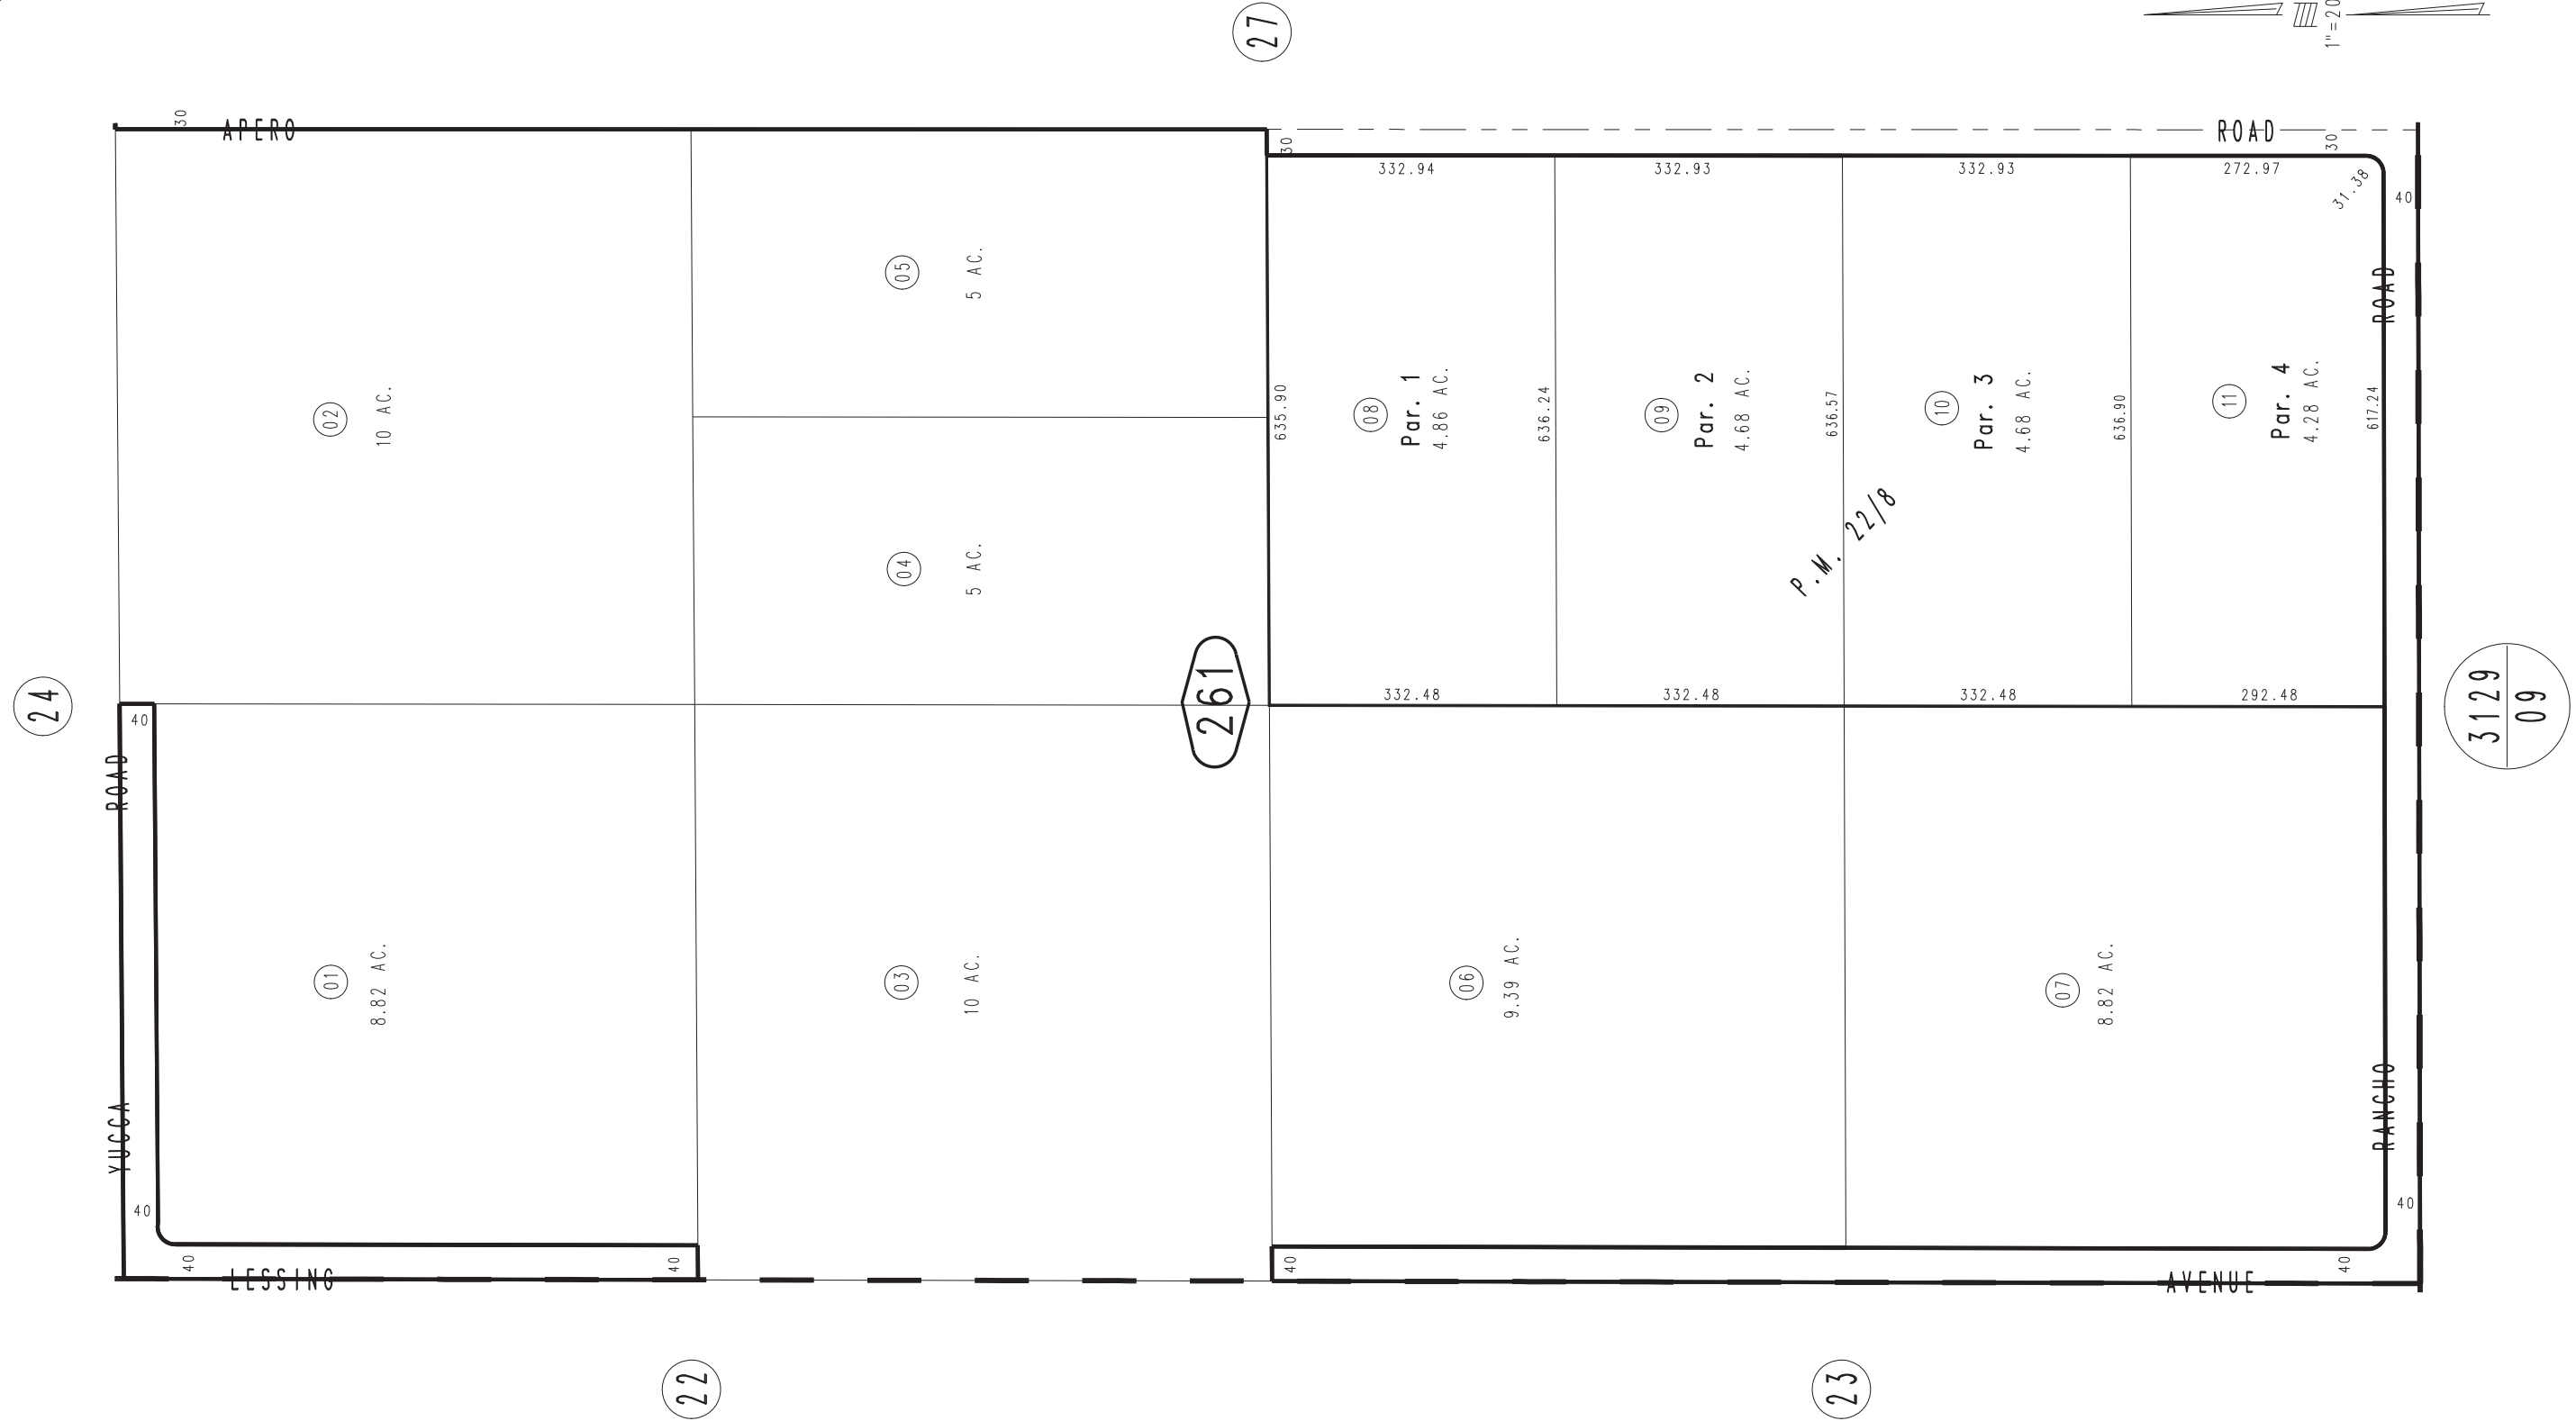 27
1"=20
APERO
ROAD
30
30
30
332.94
332.93
332.93
272.97
31.38
40
02
10 AC.
05
5 AC.
04
5 AC.
635.90
08
Par. 1
4.86 AC.
636.24
09
Par. 2
4.68 AC.
636.57
10
Par. 3
4.68 AC.
636.90
11
Par. 4
4.28 AC.
617.24
P.M. 22/8
RANCHO ROAD
24
40
YUCCA ROAD
261
332.48
332.48
332.48
292.48
3129
09
01
8.82 AC.
03
10 AC.
06
9.39 AC.
07
8.82 AC.
40
40
40
40
40
40
LESSING
AVENUE
22
23